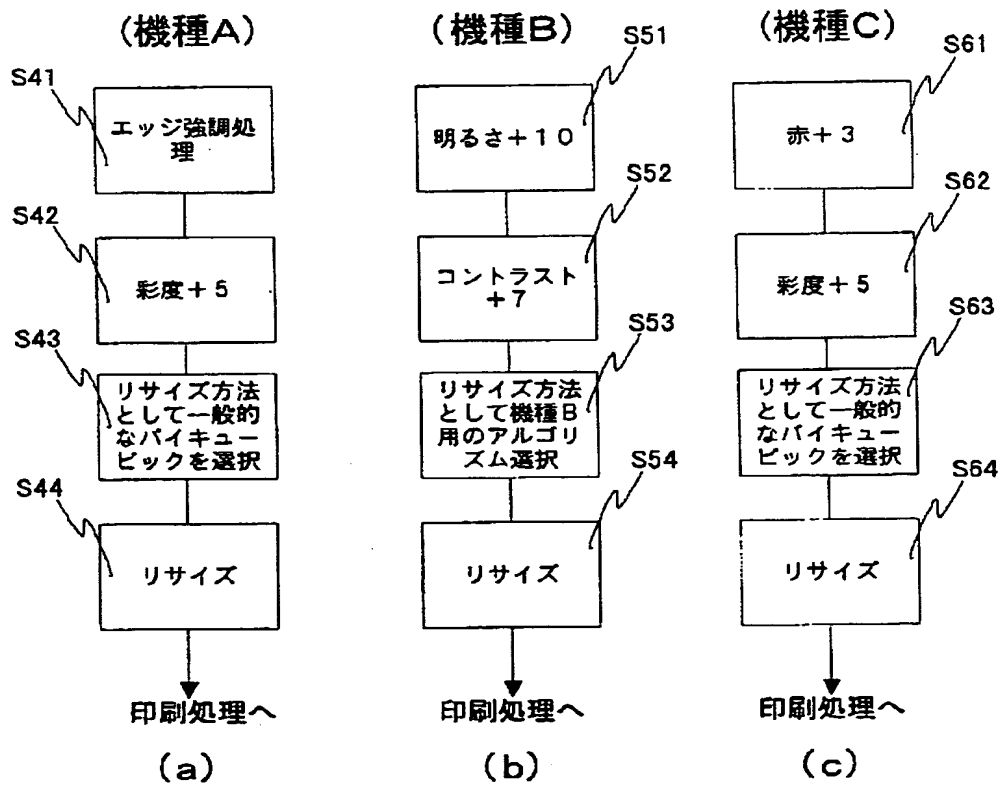 (機種A)
S41
エッジ強調処
理
S42
彩度+5
S43
リサイズ方法
として一般的
なバイキュー
ビックを選択
S44
リサイズ
印刷処理へ
(a)
(機種B)
S51
明るさ+10
S52
コントラスト
+7
S53
リサイズ方法
として機種B
用のアルゴリ
ズム選択
S54
リサイズ
印刷処理へ
(b)
(機種C)
S61
赤+3
S62
彩度+5
S63
リサイズ方法
として一般的
なバイキュー
ビックを選択
S64
リサイズ
印刷処理へ
(c)